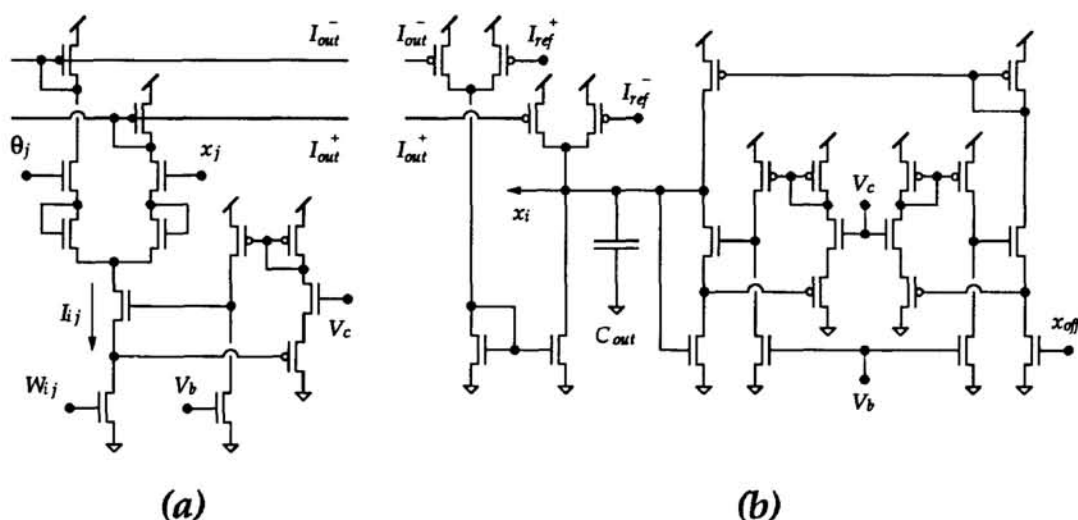 I_out^- I_out^- I_ref^+
I_ref^-
θ_j x_j I_out^+ I_out^+
V_c
x_i
I_ij V_c C_out x_off
W_ij V_b V_b
(a) (b)